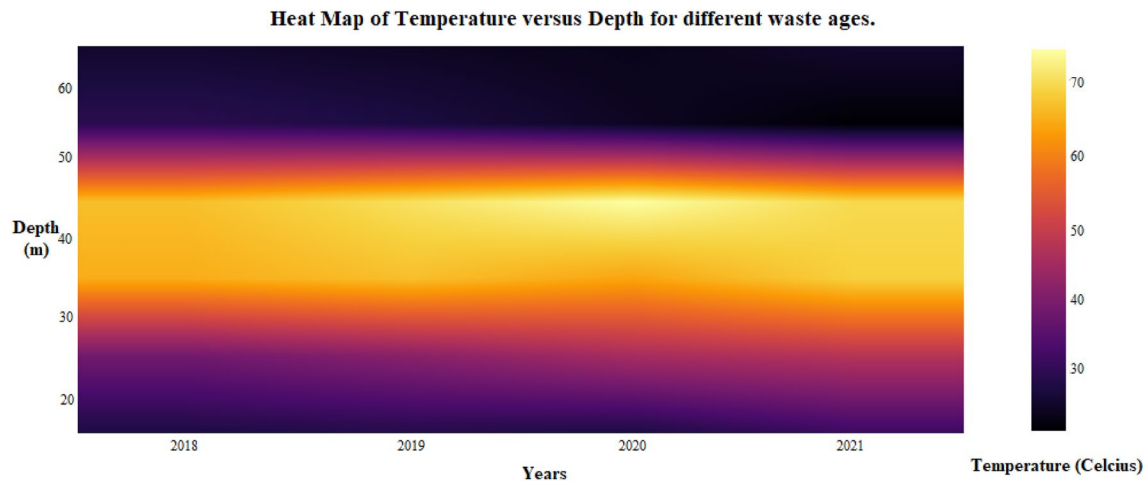 Heat Map of Temperature versus Depth for different waste ages.
60
50
Depth
(m)
40
30
20
2018 2019 2020 2021
Years
70
60
50
40
30
Temperature (Celcius)